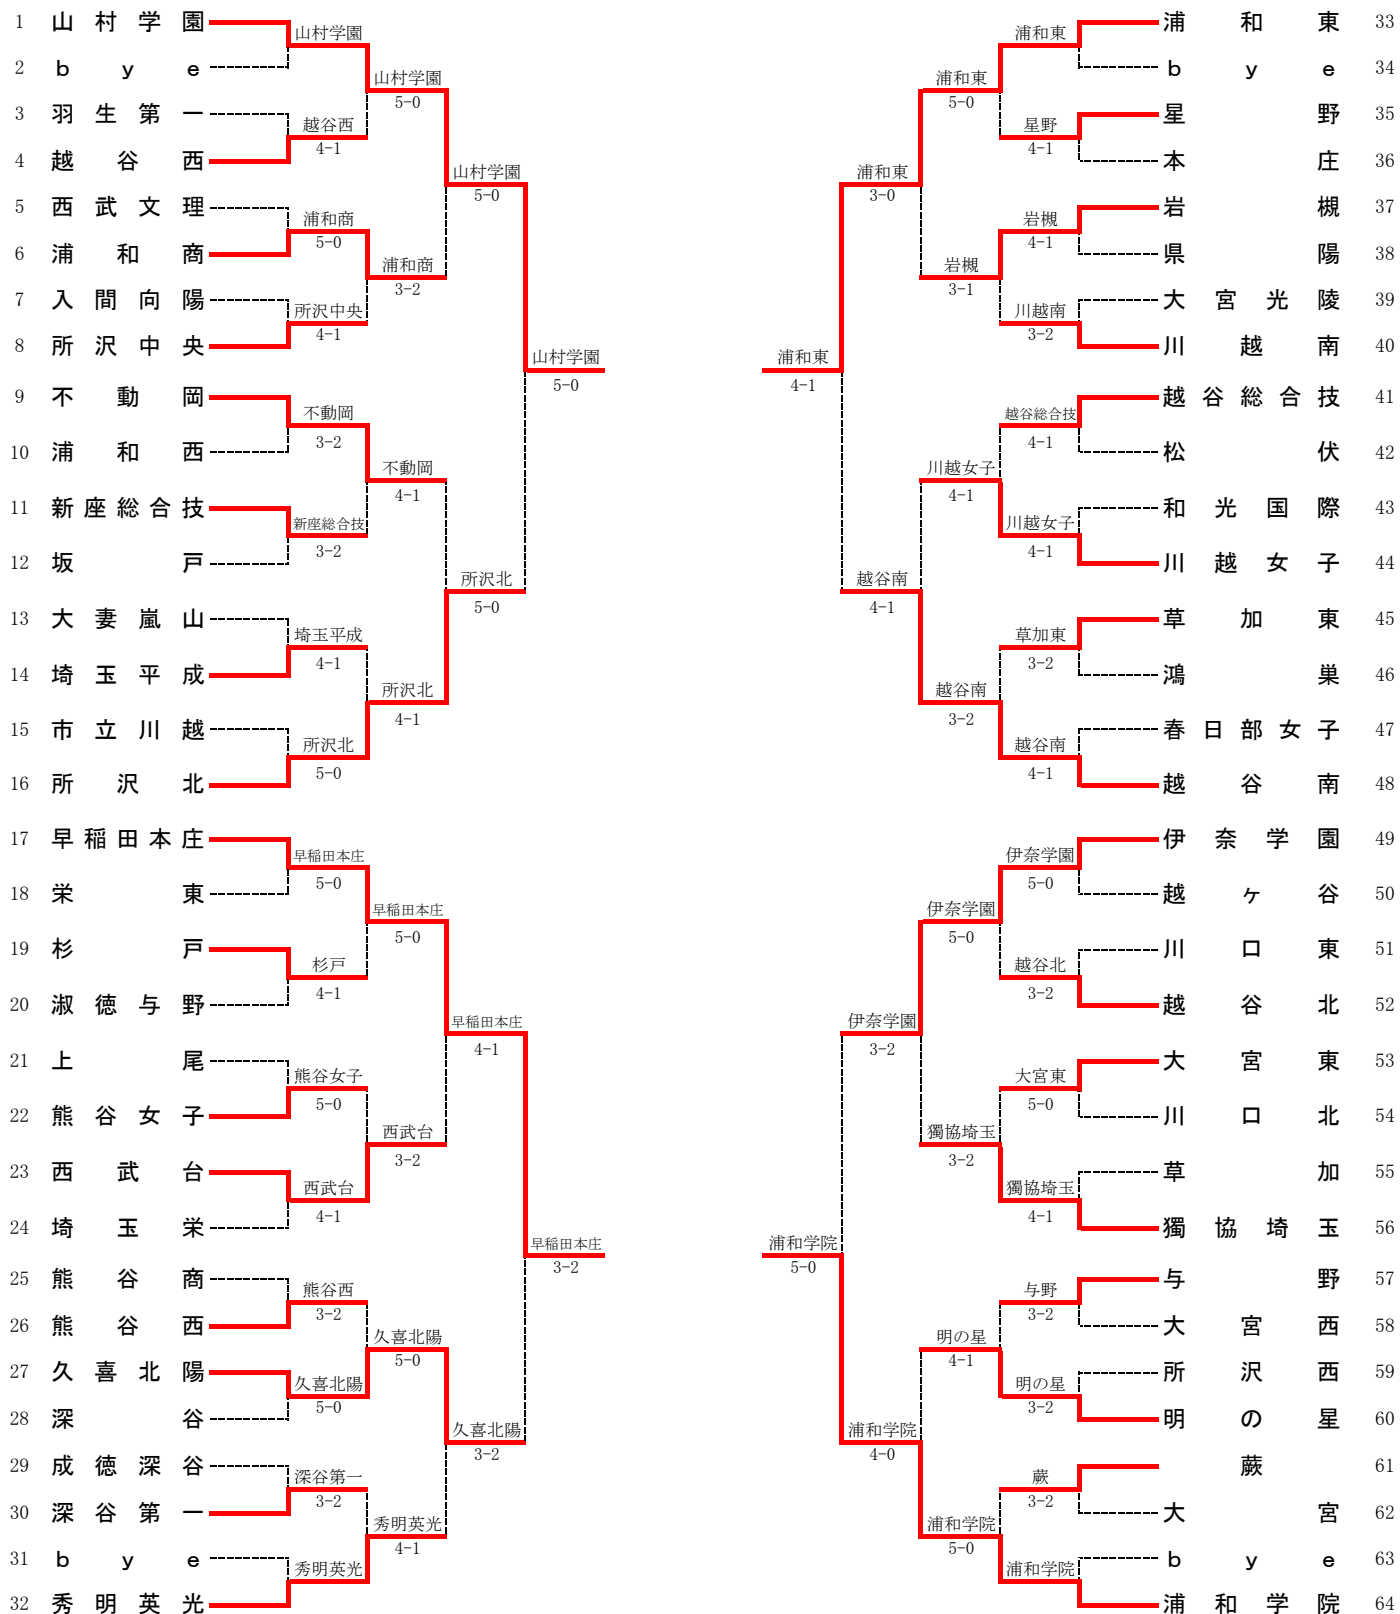 1 山村学園
2 bye
3 羽生第一
4 越谷西
5 西武文理
6 浦和商
7 入間向陽
8 所沢中央
9 不動岡
10 浦和西
11 新座総合技
12 坂戸
13 大妻嵐山
14 埼玉平成
15 市立川越
16 所沢北
17 早稲田本庄
18 栄東
19 杉戸
20 淑徳与野
21 上尾
22 熊谷女子
23 西武台
24 埼玉栄
25 熊谷商
26 熊谷西
27 久喜北陽
28 深谷
29 成徳深谷
30 深谷第一
31 bye
32 秀明英光
山村学園
越谷西
4-1
浦和商
5-0
所沢中央
4-1
不動岡
3-2
新座総合技
3-2
埼玉平成
4-1
所沢北
5-0
早稲田本庄
5-0
杉戸
4-1
熊谷女子
5-0
西武台
4-1
熊谷西
3-2
久喜北陽
5-0
深谷第一
3-2
秀明英光
山村学園
5-0
浦和商
3-2
不動岡
4-1
所沢北
4-1
早稲田本庄
5-0
西武台
3-2
久喜北陽
5-0
秀明英光
4-1
山村学園
5-0
所沢北
5-0
早稲田本庄
4-1
久喜北陽
3-2
山村学園
5-0
早稲田本庄
3-2
浦和東
4-1
浦和学院
5-0
浦和東
3-0
越谷南
4-1
伊奈学園
3-2
浦和学院
4-0
浦和東
5-0
岩槻
3-1
川越女子
4-1
越谷南
3-2
伊奈学園
5-0
獨協埼玉
3-2
明の星
4-1
浦和学院
5-0
浦和東
星野
4-1
岩槻
4-1
川越南
3-2
越谷総合技
4-1
川越女子
4-1
草加東
3-2
越谷南
4-1
伊奈学園
5-0
越谷北
3-2
大宮東
5-0
獨協埼玉
4-1
与野
3-2
明の星
3-2
蕨
3-2
浦和学院
浦和東 33
bye 34
星野 35
本庄 36
岩槻 37
県陽 38
大宮光陵 39
川越南 40
越谷総合技 41
松伏 42
和光国際 43
川越女子 44
草加東 45
鴻巣 46
春日部女子 47
越谷南 48
伊奈学園 49
越ヶ谷 50
川口東 51
越谷北 52
大宮東 53
川口北 54
草加 55
獨協埼玉 56
与野 57
大宮西 58
所沢西 59
明の星 60
蕨 61
大宮 62
bye 63
浦和学院 64